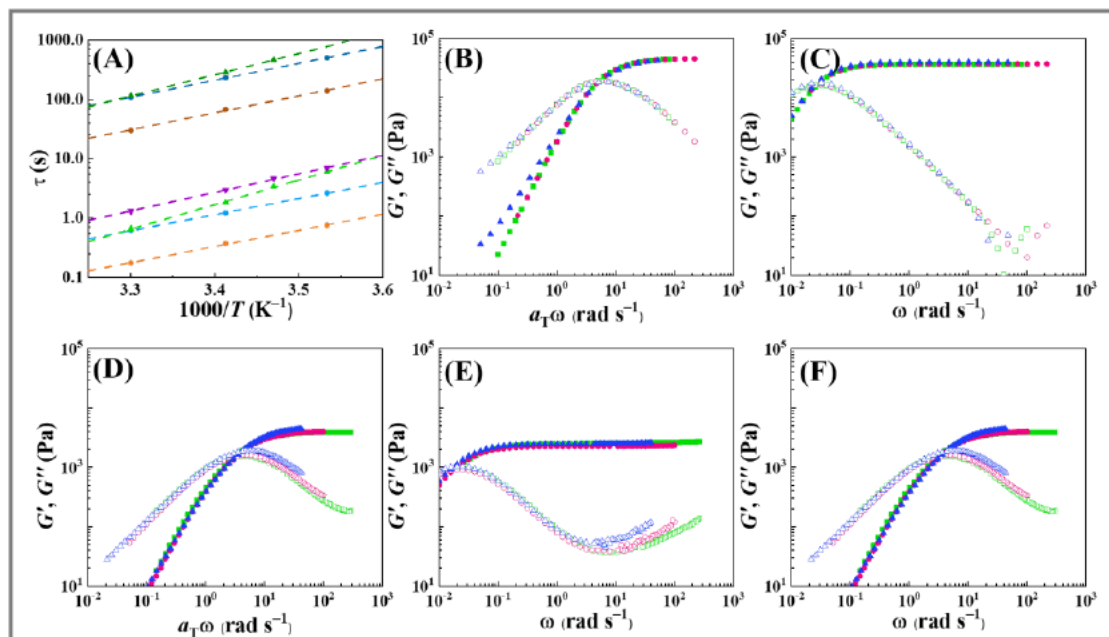 (A)
τ (s)
1000.0
100.0
10.0
1.0
0.1
3.3 3.4 3.5 3.6
1000/T (K⁻¹)
(B)
G′, G″ (Pa)
10⁵
10³
10¹
10⁻² 10⁻¹ 10⁰ 10¹ 10² 10³
a_Tω (rad s⁻¹)
(C)
G′, G″ (Pa)
10⁵
10³
10¹
10⁻² 10⁻¹ 10⁰ 10¹ 10² 10³
ω (rad s⁻¹)
(D)
G′, G″ (Pa)
10⁵
10³
10¹
10⁻² 10⁻¹ 10⁰ 10¹ 10² 10³
a_Tω (rad s⁻¹)
(E)
G′, G″ (Pa)
10⁵
10³
10¹
10⁻² 10⁻¹ 10⁰ 10¹ 10² 10³
ω (rad s⁻¹)
(F)
G′, G″ (Pa)
10⁵
10³
10¹
10⁻² 10⁻¹ 10⁰ 10¹ 10² 10³
ω (rad s⁻¹)